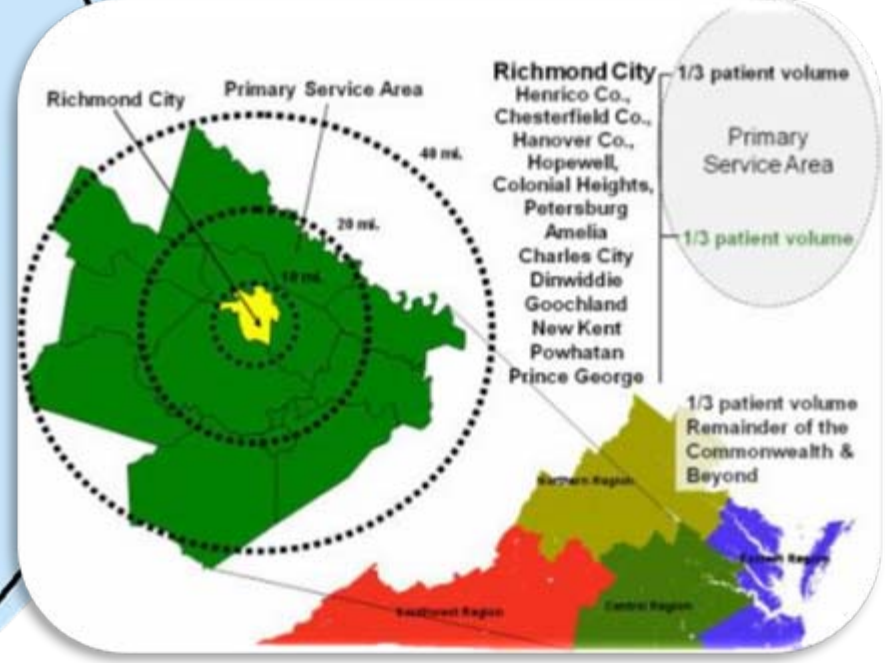 Richmond City
Primary Service Area
40 mi.
20 mi.
10 mi.
Richmond City
Henrico Co.,
Chesterfield Co.,
Hanover Co.,
Hopewell,
Colonial Heights,
Petersburg
Amelia
Charles City
Dinwiddie
Goochland
New Kent
Powhatan
Prince George
1/3 patient volume
Primary
Service Area
1/3 patient volume
1/3 patient volume
Remainder of the
Commonwealth &
Beyond
Northern Region
Southwest Region
Central Region
Eastern Region